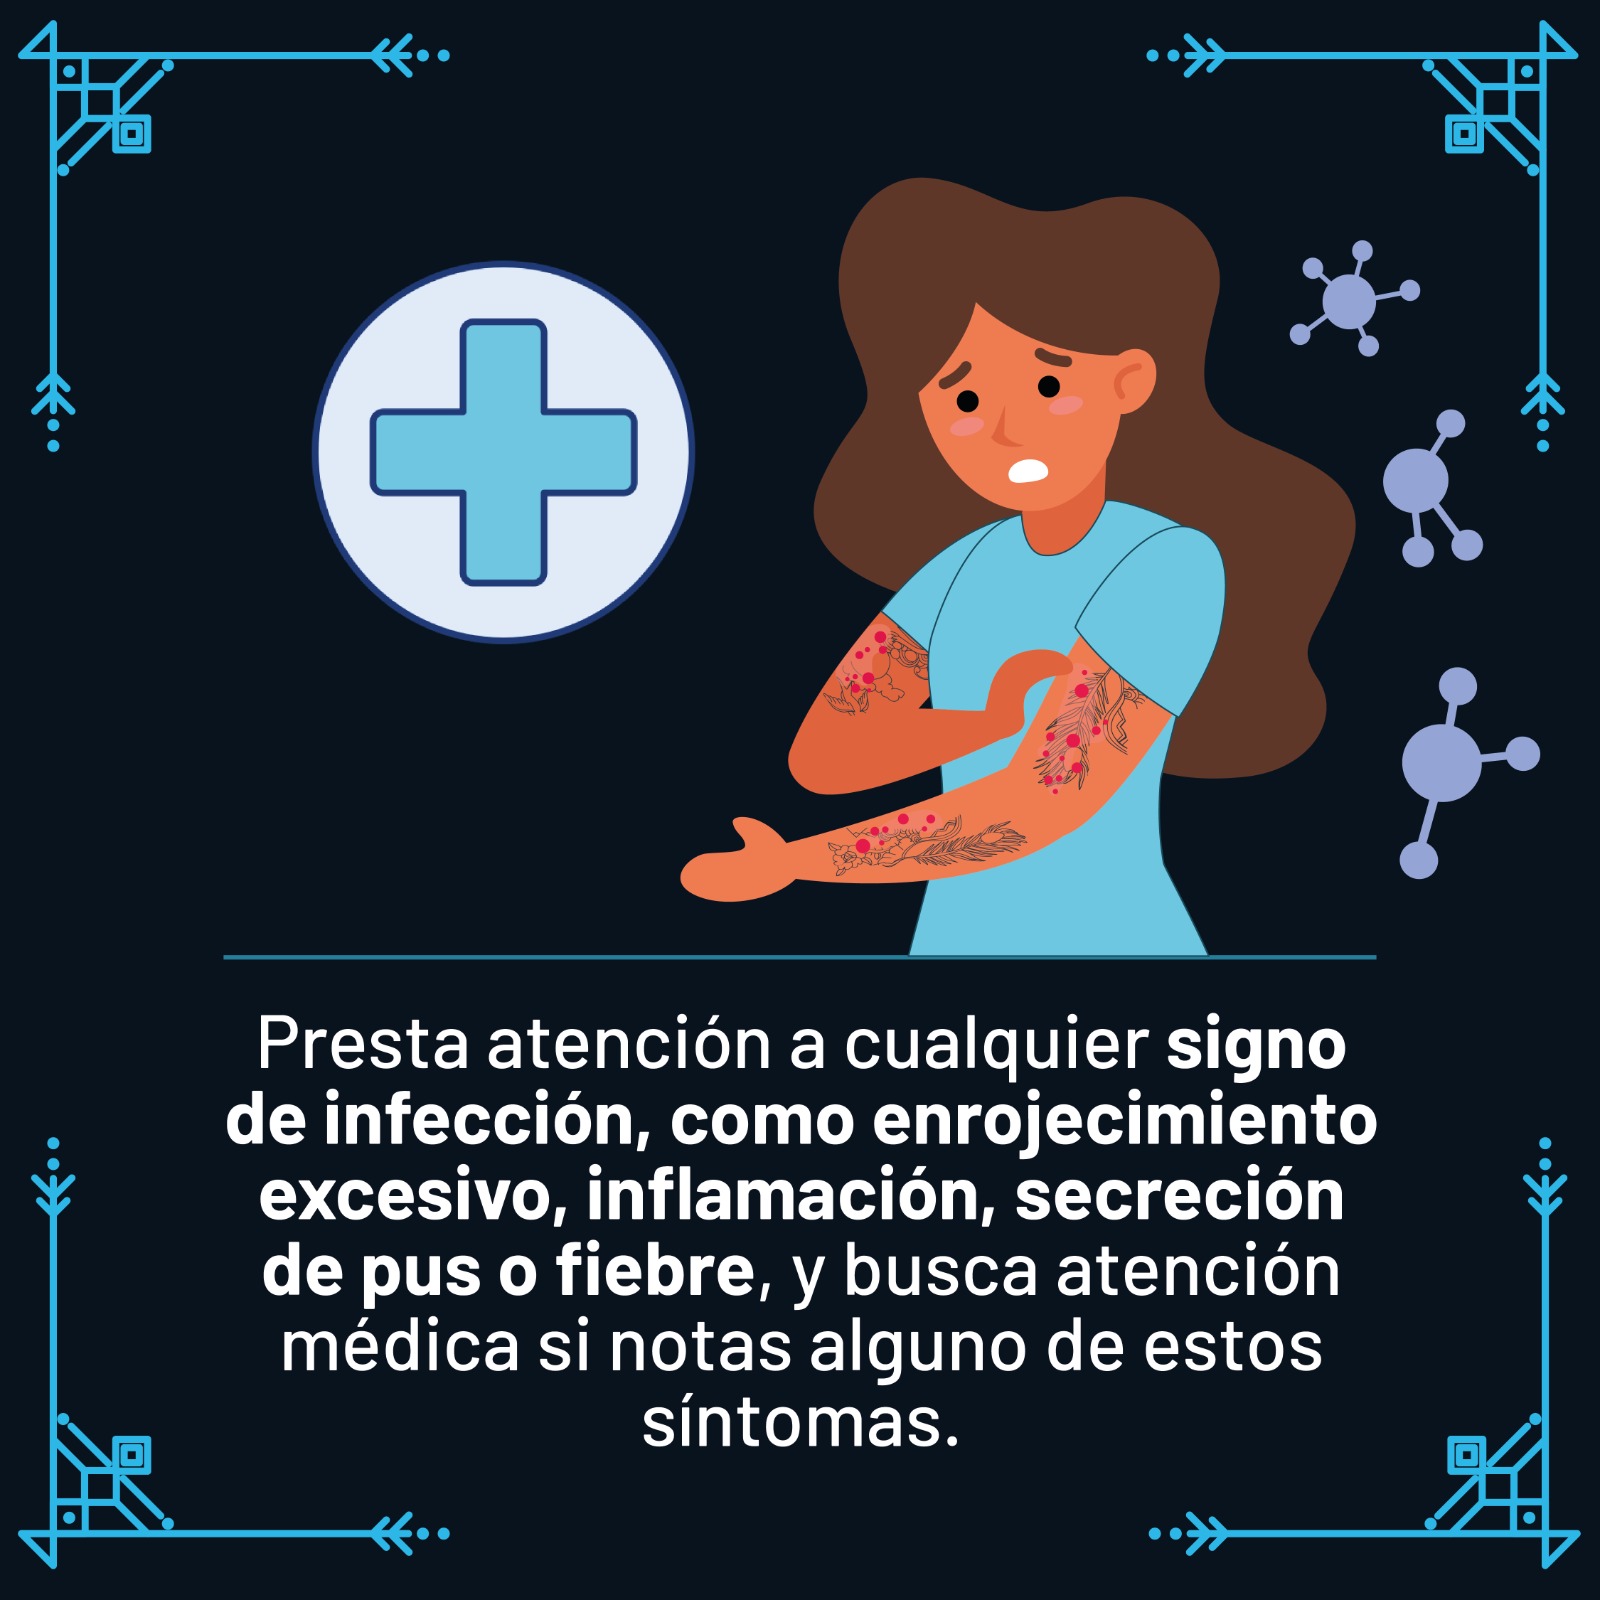 Presta atención a cualquier signo
de infección, como enrojecimiento
excesivo, inflamación, secreción
de pus o fiebre, y busca atención
médica si notas alguno de estos
síntomas.